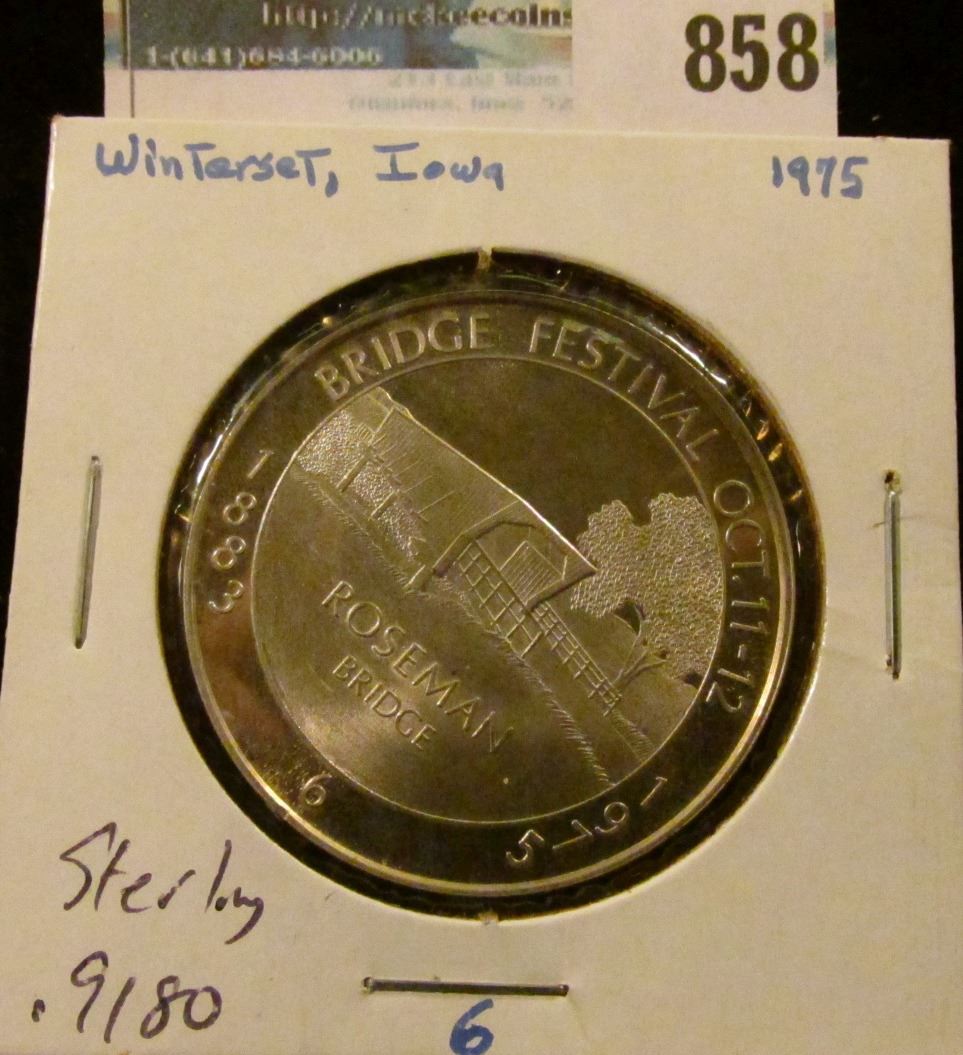 http://mckeecoins
1-(641)684-6006
858
Winterset, Iowa 1975
BRIDGE FESTIVAL OCT. 11-12
1975
6
1883
ROSEMAN
BRIDGE
Sterling
.9180
6